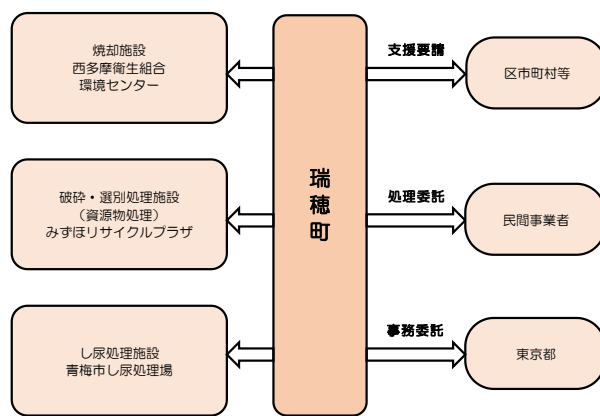 焼却施設
西多摩衛生組合
環境センター
破砕・選別処理施設
（資源物処理）
みずほリサイクルプラザ
し尿処理施設
青梅市し尿処理場
瑞穂町
支援要請
区市町村等
処理委託
民間事業者
事務委託
東京都